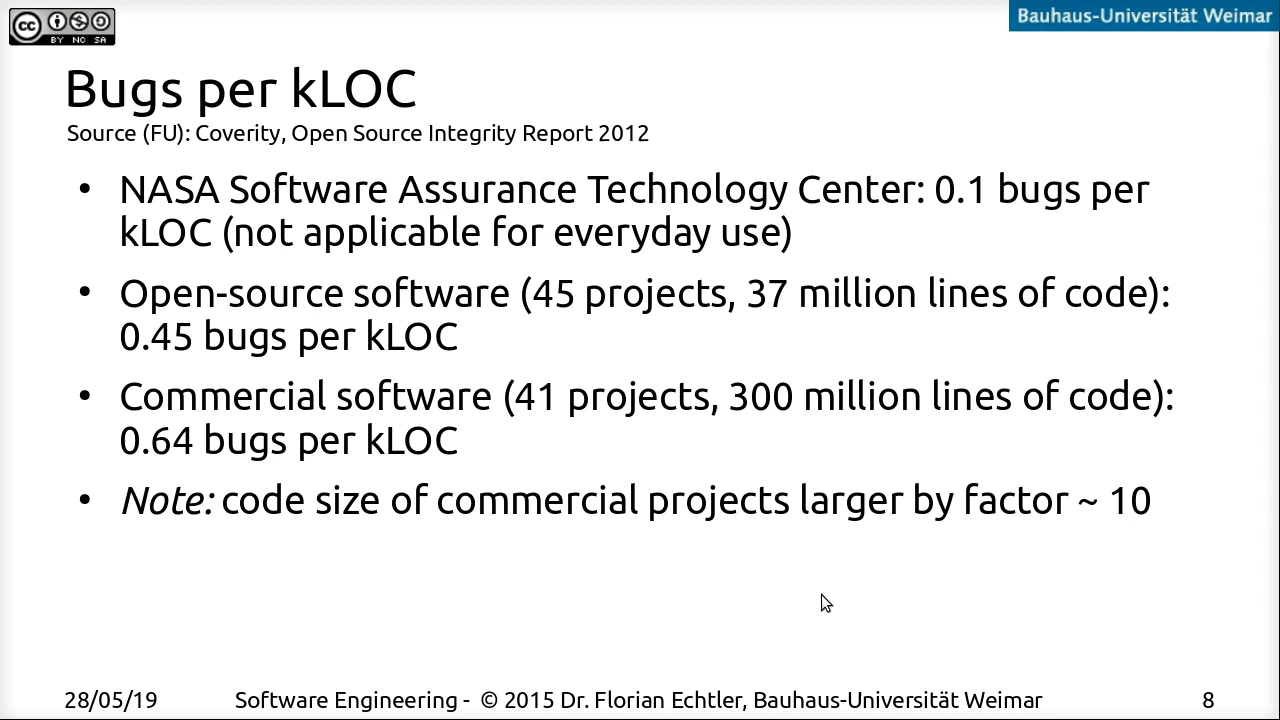 cc BY NC SA
Bauhaus-Universität Weimar
Bugs per kLOC
Source (FU): Coverity, Open Source Integrity Report 2012
• NASA Software Assurance Technology Center: 0.1 bugs per
kLOC (not applicable for everyday use)
• Open-source software (45 projects, 37 million lines of code):
0.45 bugs per kLOC
• Commercial software (41 projects, 300 million lines of code):
0.64 bugs per kLOC
• Note: code size of commercial projects larger by factor ~ 10
28/05/19 Software Engineering - © 2015 Dr. Florian Echtler, Bauhaus-Universität Weimar 8